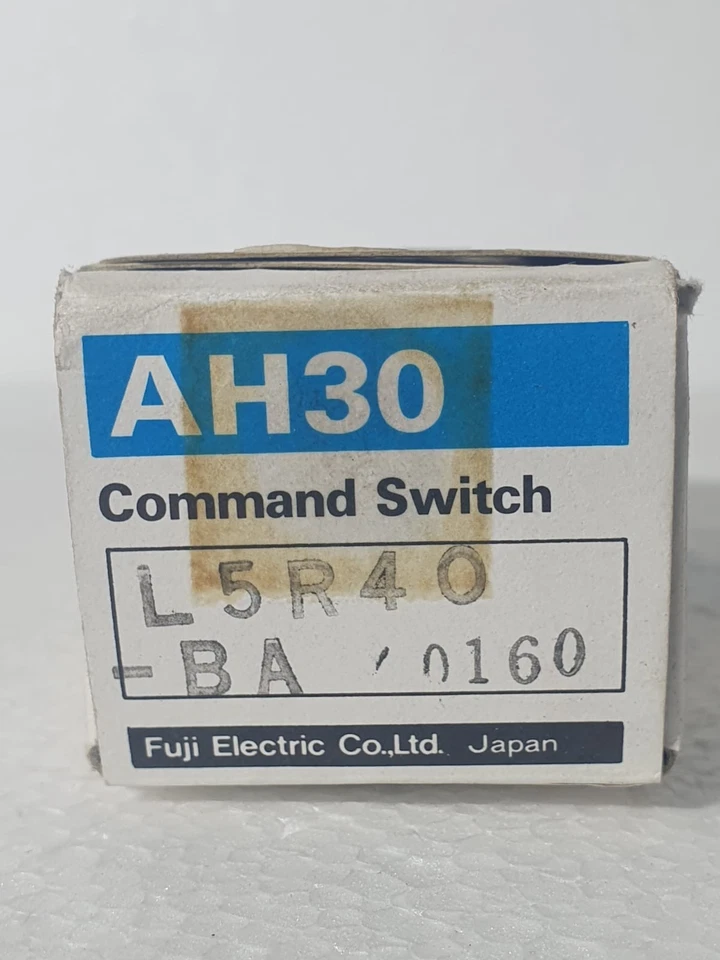 AH30
Command Switch
L5R40
-BA 0160
Fuji Electric Co.,Ltd. Japan